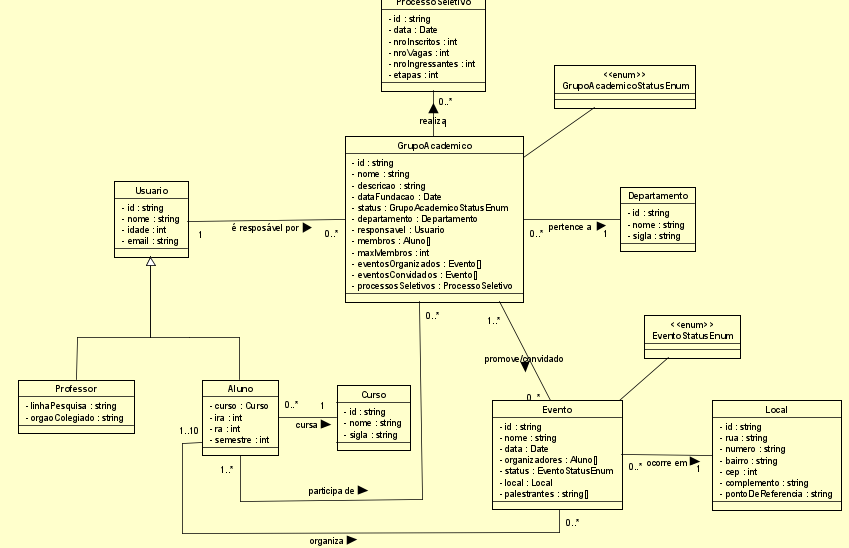 ProcessoSeletivo
- id : string
- data : Date
- nroInscritos : int
- nroVagas : int
- nroIngressantes : int
- etapas : int
0..*
realiza
<<enum>>
GrupoAcademicoStatusEnum
GrupoAcademico
- id : string
- nome : string
- descricao : string
- dataFundacao : Date
- status : GrupoAcademicoStatusEnum
- departamento : Departamento
- responsavel : Usuario
- membros : Aluno[]
- maxMembros : int
- eventosOrganizados : Evento[]
- eventosConvidados : Evento[]
- processosSeletivos : ProcessoSeletivo
Usuario
- id : string
- nome : string
- idade : int
- email : string
1
é resposável por
0..*
Departamento
- id : string
- nome : string
- sigla : string
0..*
pertence a
1
0..*
1..*
promove/convidado
0..*
<<enum>>
EventoStatusEnum
Professor
- linhaPesquisa : string
- orgaoColegiado : string
Aluno
- curso : Curso
- ira : int
- ra : int
- semestre : int
0..*
1
cursa
Curso
- id : string
- nome : string
- sigla : string
1..10
1..*
participa de
organiza
0..*
Evento
- id : string
- nome : string
- data : Date
- organizadores : Aluno[]
- status : EventoStatusEnum
- local : Local
- palestrantes : string[]
0..*
ocorre em
1
Local
- id : string
- rua : string
- numero : string
- bairro : string
- cep : int
- complemento : string
- pontoDeReferencia : string